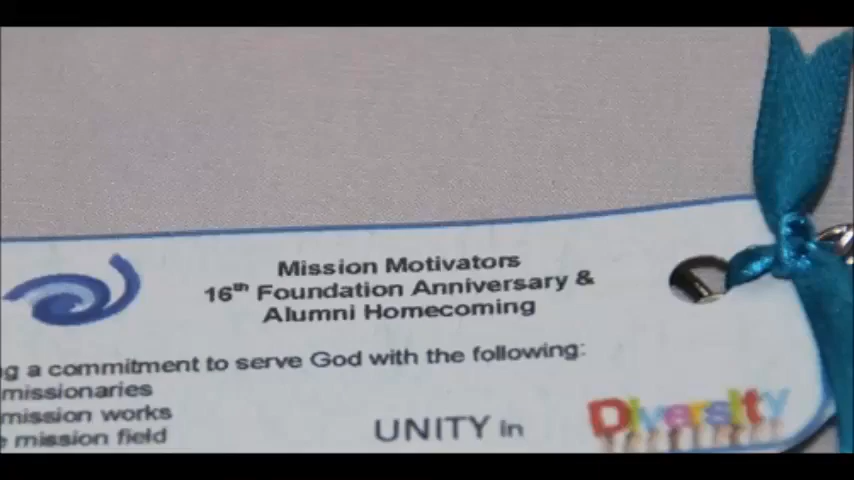 Mission Motivators
16th Foundation Anniversary &
Alumni Homecoming
a commitment to serve God with the following:
missionaries
mission works
mission field
UNITY in Diversity